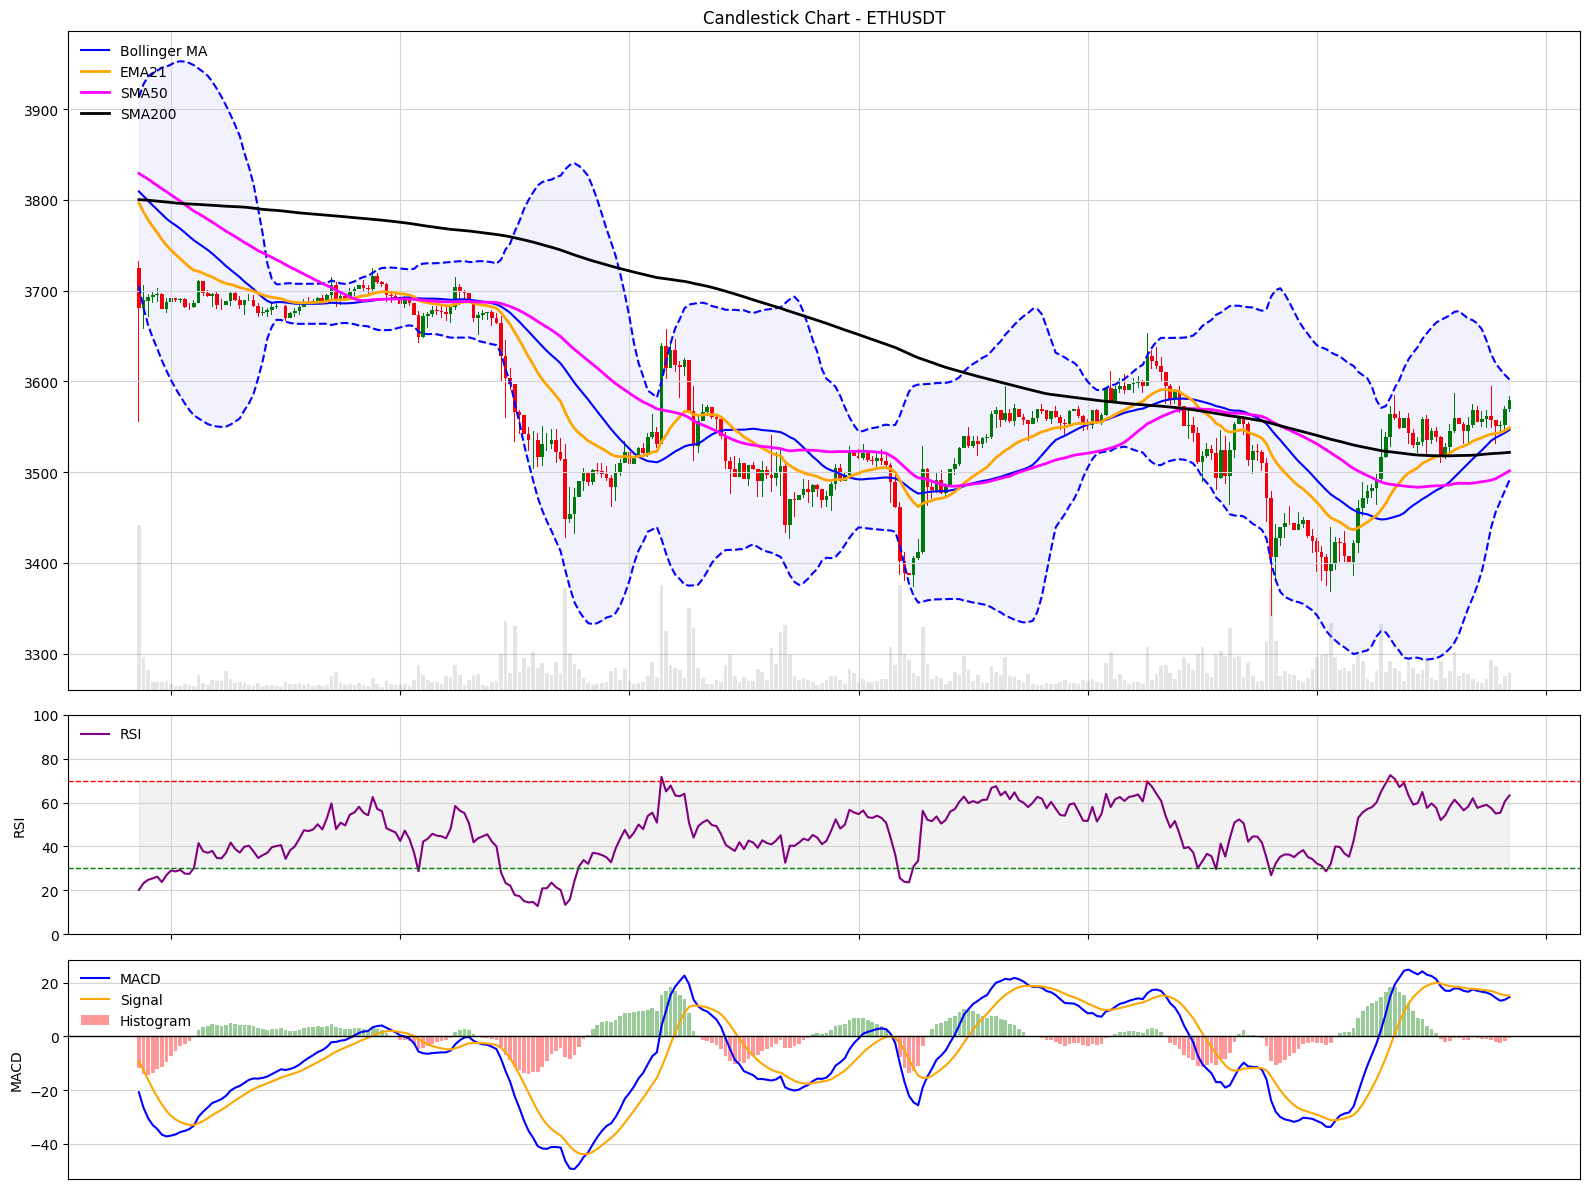 Candlestick Chart - ETHUSDT
Bollinger MA
EMA21
SMA50
SMA200
3900
3800
3700
3600
3500
3400
3300
RSI
100
80
60
40
20
0
RSI
MACD
Signal
Histogram
20
0
−20
−40
MACD